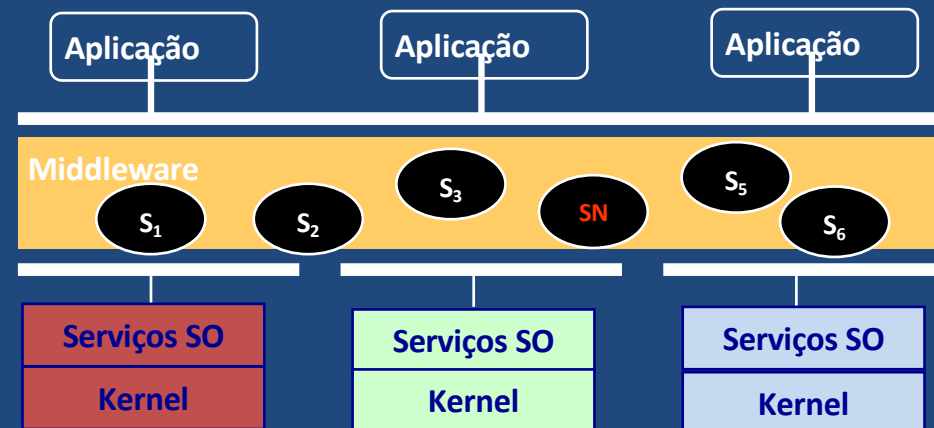 Aplicação
Aplicação
Aplicação
Middleware
S₁
S₂
S₃
SN
S₅
S₆
Serviços SO
Serviços SO
Serviços SO
Kernel
Kernel
Kernel